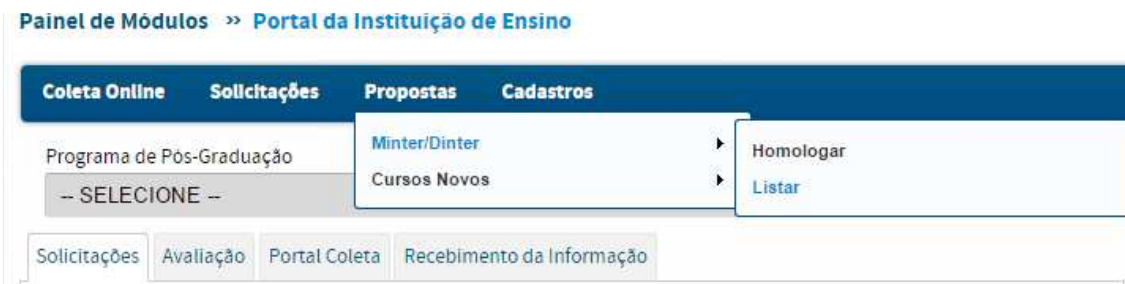 Painel de Módulos » Portal da Instituição de Ensino
Coleta Online Solicitações Propostas Cadastros
Minter/Dinter
Cursos Novos
Homologar
Listar
Programa de Pós-Graduação
-- SELECIONE --
Solicitações Avaliação Portal Coleta Recebimento da Informação